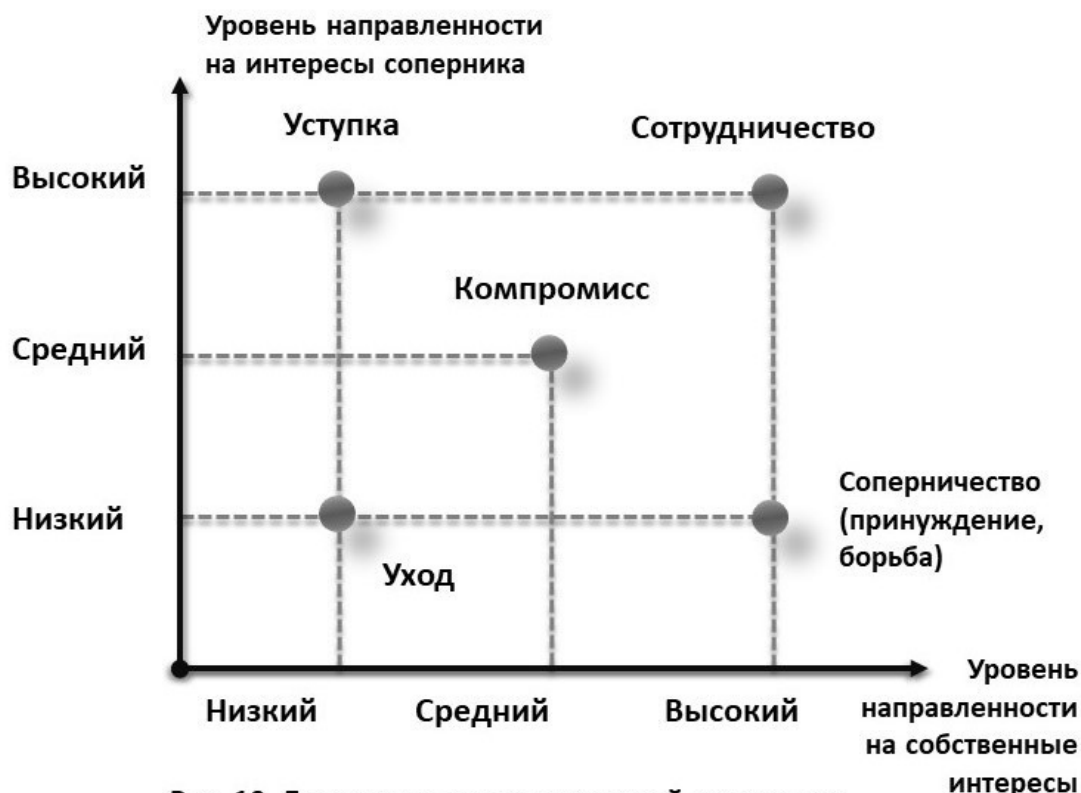 Уровень направленности
на интересы соперника
Уступка
Сотрудничество
Высокий
Компромисс
Средний
Соперничество
(принуждение,
борьба)
Низкий
Уход
Уровень
направленности
на собственные
интересы
Низкий
Средний
Высокий